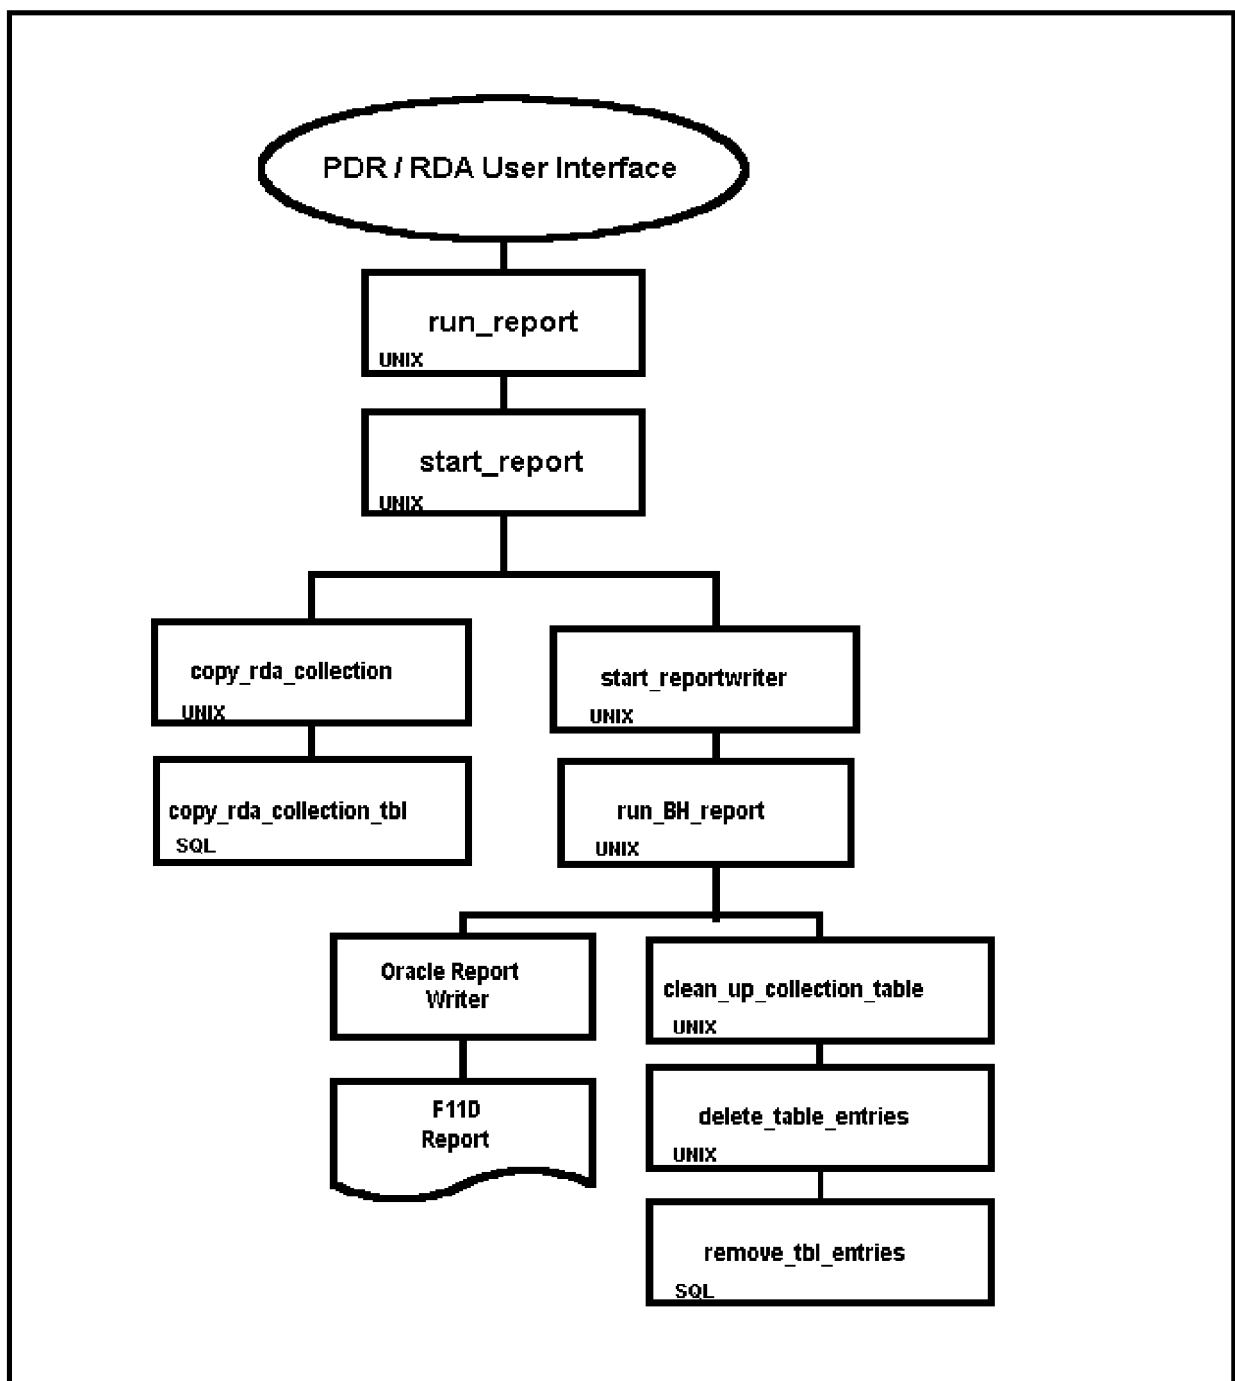 PDR / RDA User Interface
run_report
UNIX
start_report
UNIX
copy_rda_collection
UNIX
start_reportwriter
UNIX
copy_rda_collection_tbl
SQL
run_BH_report
UNIX
Oracle Report
Writer
clean_up_collection_table
UNIX
F11D
Report
delete_table_entries
UNIX
remove_tbl_entries
SQL